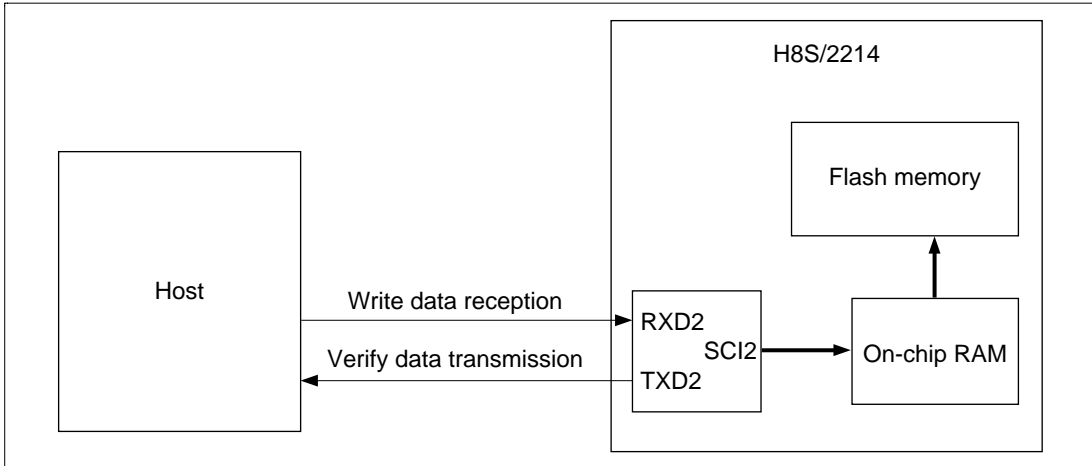 H8S/2214
Flash memory
Host
Write data reception
RXD2
SCI2
On-chip RAM
Verify data transmission
TXD2